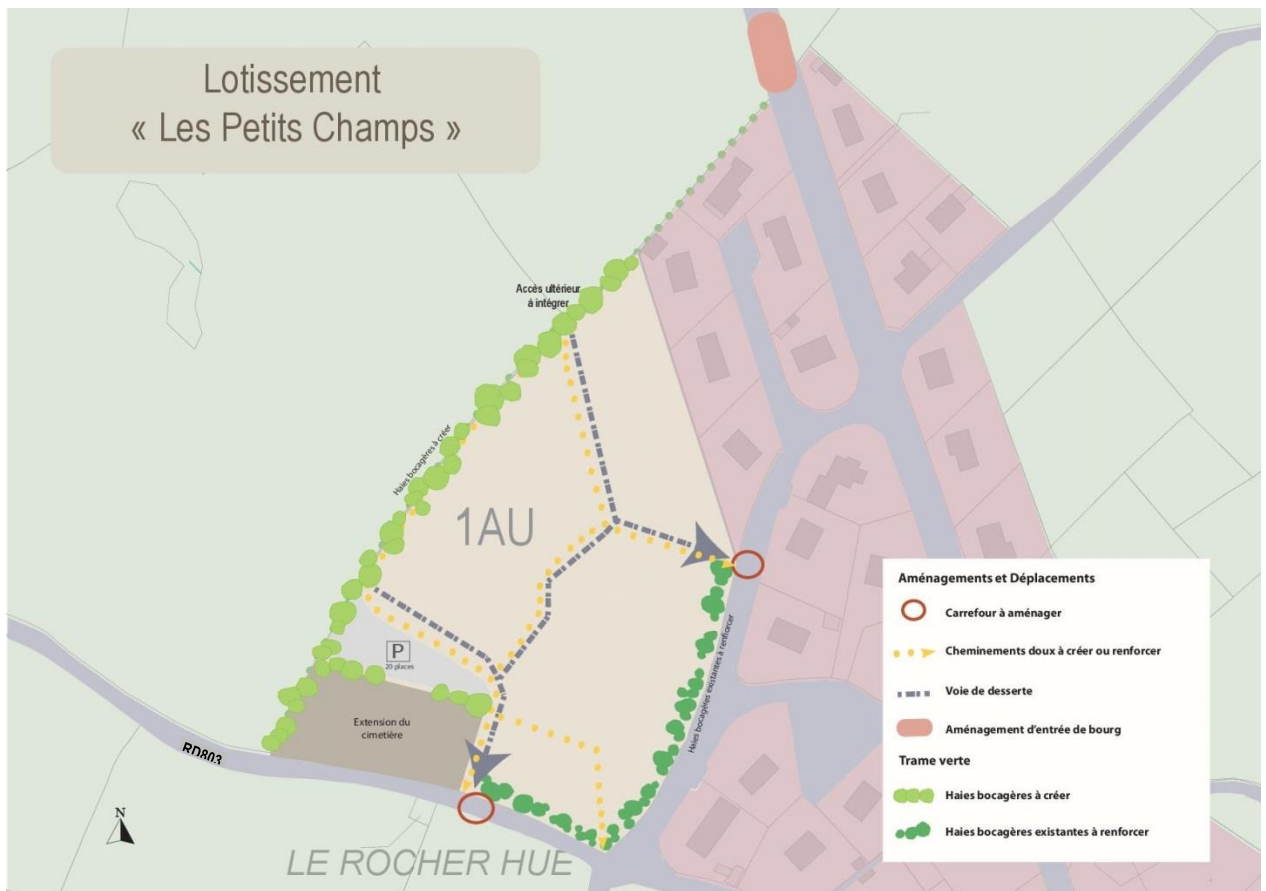 Lotissement
« Les Petits Champs »
Accès ultérieur
à intégrer
Haies bocagères à créer
1AU
P
20 places
Haies bocagères existantes à renforcer
Extension du
cimetière
RD803
N
LE ROCHER HUE
Aménagements et Déplacements
Carrefour à aménager
Cheminements doux à créer ou renforcer
Voie de desserte
Aménagement d'entrée de bourg
Trame verte
Haies bocagères à créer
Haies bocagères existantes à renforcer